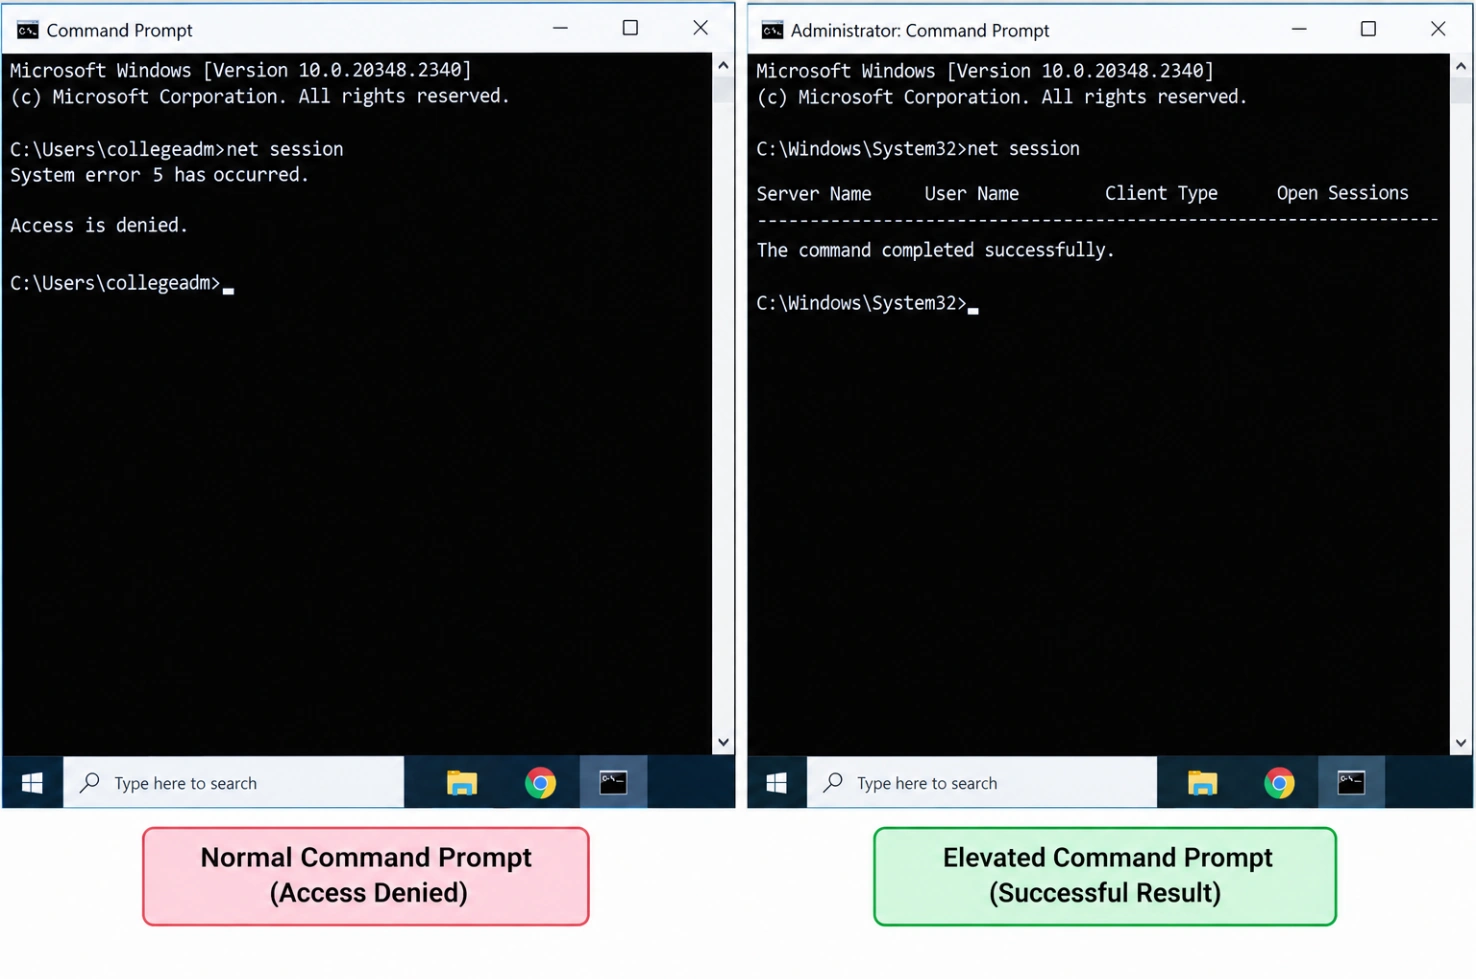 Command Prompt
Microsoft Windows [Version 10.0.20348.2340]
(c) Microsoft Corporation. All rights reserved.
C:\Users\collegeadm>net session
System error 5 has occurred.
Access is denied.
C:\Users\collegeadm>
Type here to search
Normal Command Prompt
(Access Denied)
Administrator: Command Prompt
Microsoft Windows [Version 10.0.20348.2340]
(c) Microsoft Corporation. All rights reserved.
C:\Windows\System32>net session
Server Name User Name Client Type Open Sessions
-------------------------------------------------------------------
The command completed successfully.
C:\Windows\System32>
Type here to search
Elevated Command Prompt
(Successful Result)